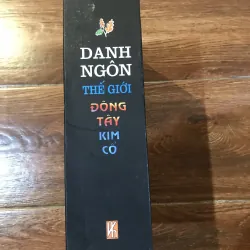 DANH
NGÔN
THẾ GIỚI
ĐÔNG
TÂY
KIM
CỔ